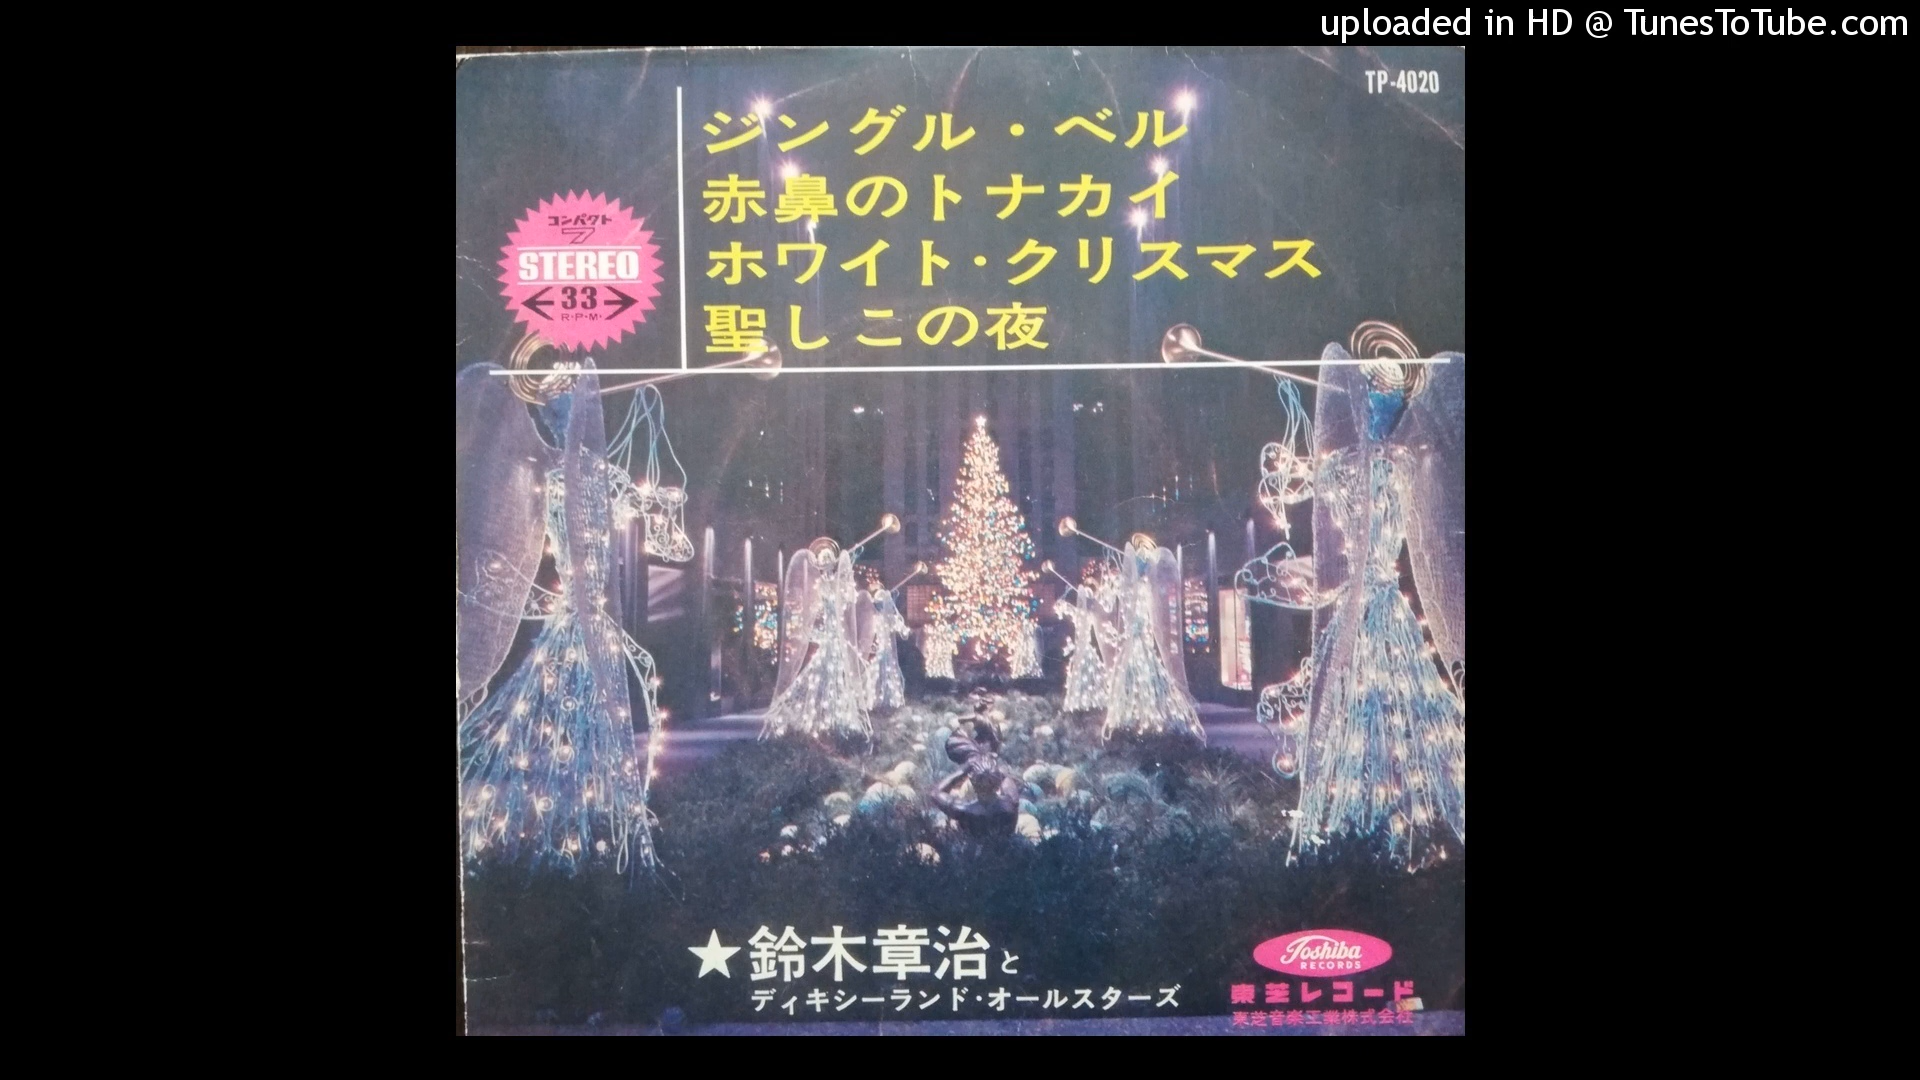 uploaded in HD @ TunesToTube.com
TP-4020
ジングル・ベル
赤鼻のトナカイ
ホワイト・クリスマス
聖しこの夜
コンパクト
7
STEREO
33
R·P·M·
★鈴木章治と
ディキシーランド・オールスターズ
Toshiba
RECORDS
東芝レコード
東芝音楽工業株式会社